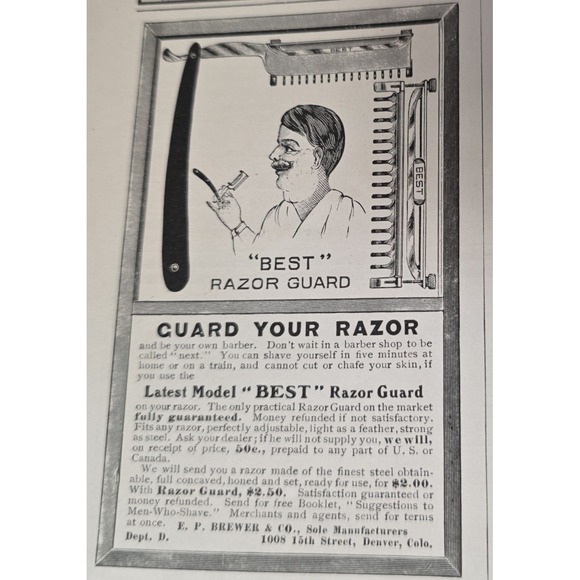 BEST
BEST
"BEST"
RAZOR GUARD
GUARD YOUR RAZOR
and be your own barber. Don't wait in a barber shop to be
called "next." You can shave yourself in five minutes at
home or on a train, and cannot cut or chafe your skin, if
you use the
Latest Model "BEST" Razor Guard
on your razor. The only practical Razor Guard on the market
fully guaranteed. Money refunded if not satisfactory.
Fits any razor, perfectly adjustable, light as a feather, strong
as steel. Ask your dealer; if he will not supply you, we will,
on receipt of price, 50c., prepaid to any part of U. S. or
Canada.
We will send you a razor made of the finest steel obtain-
able, full concaved, honed and set, ready for use, for $2.00.
With Razor Guard, $2.50. Satisfaction guaranteed or
money refunded. Send for free Booklet, "Suggestions to
Men-Who-Shave." Merchants and agents, send for terms
at once. E. P. BREWER & CO., Sole Manufacturers
Dept. D. 1008 15th Street, Denver, Colo.